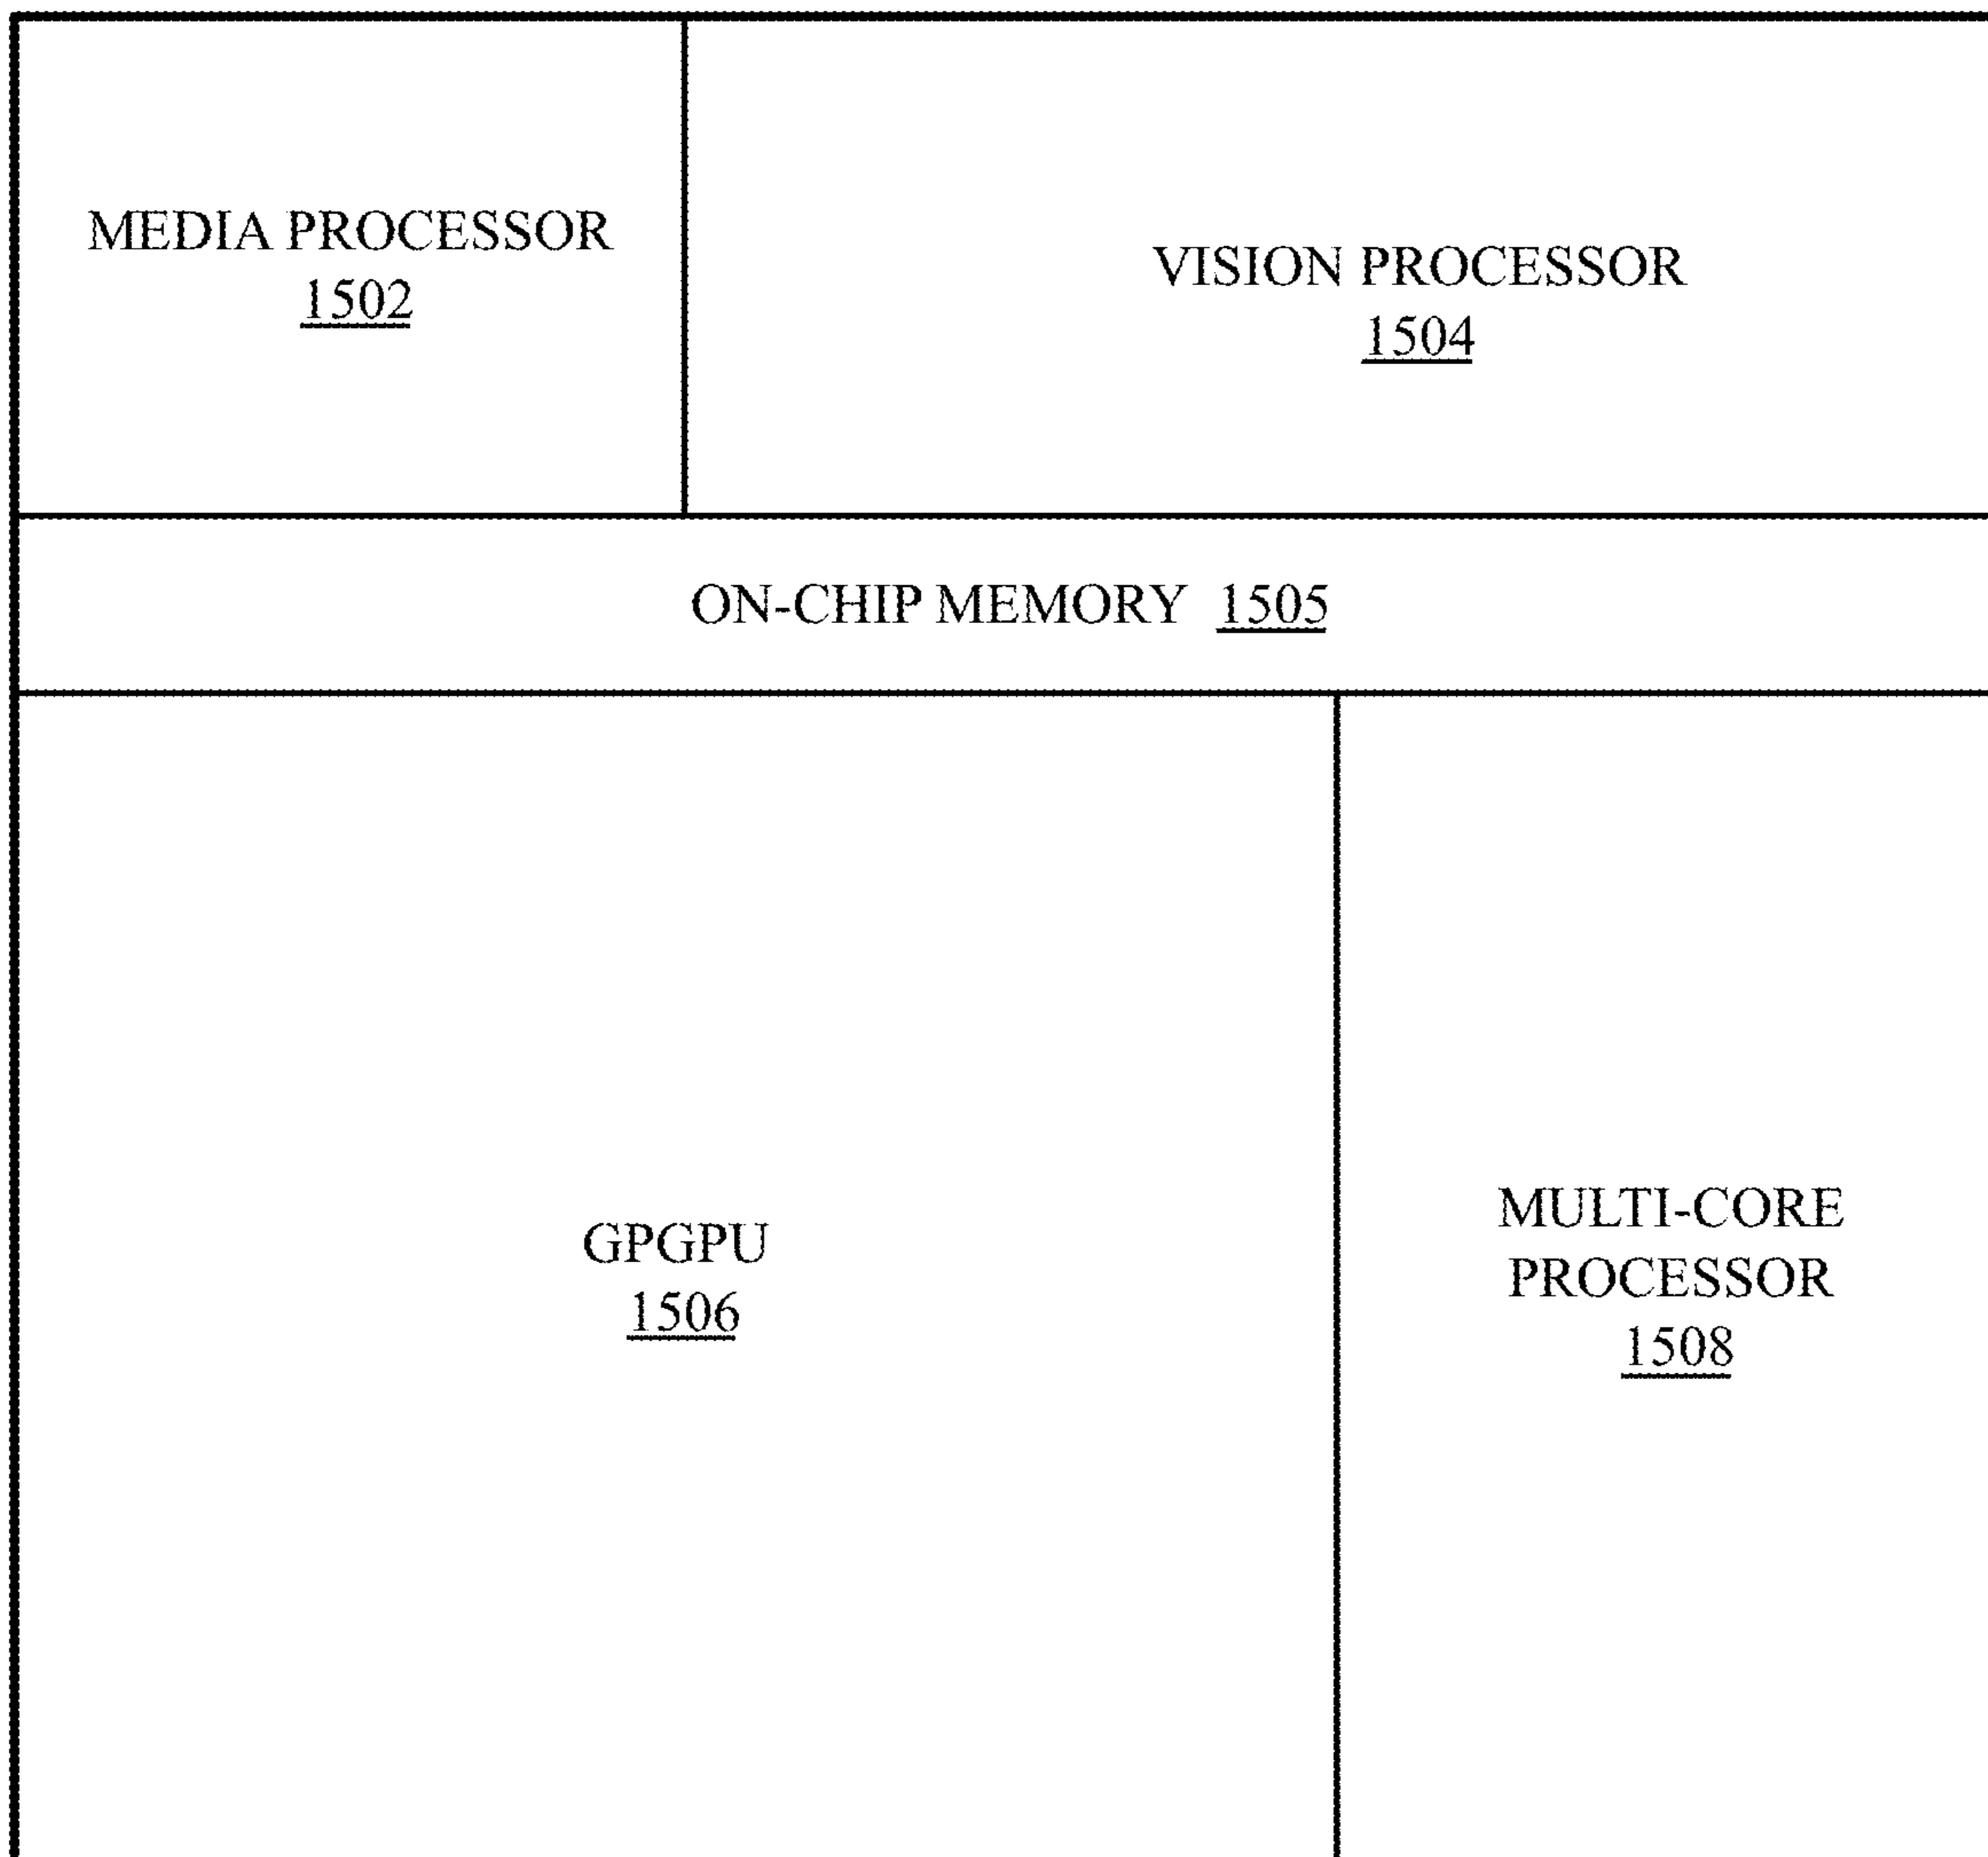 MEDIA PROCESSOR
1502
VISION PROCESSOR
1504
ON-CHIP MEMORY 1505
GPGPU
1506
MULTI-CORE
PROCESSOR
1508